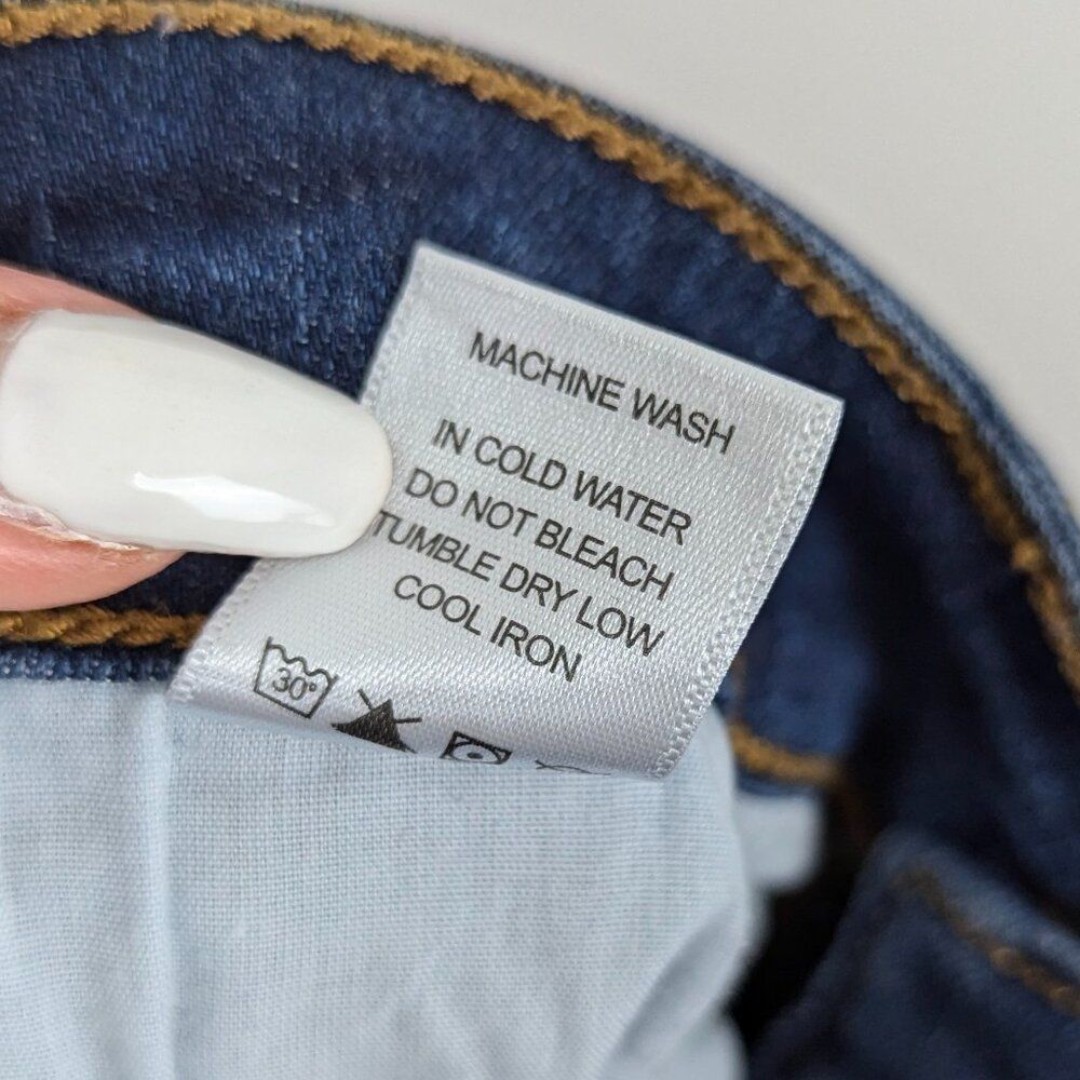 MACHINE WASH
IN COLD WATER
DO NOT BLEACH
TUMBLE DRY LOW
COOL IRON
30°